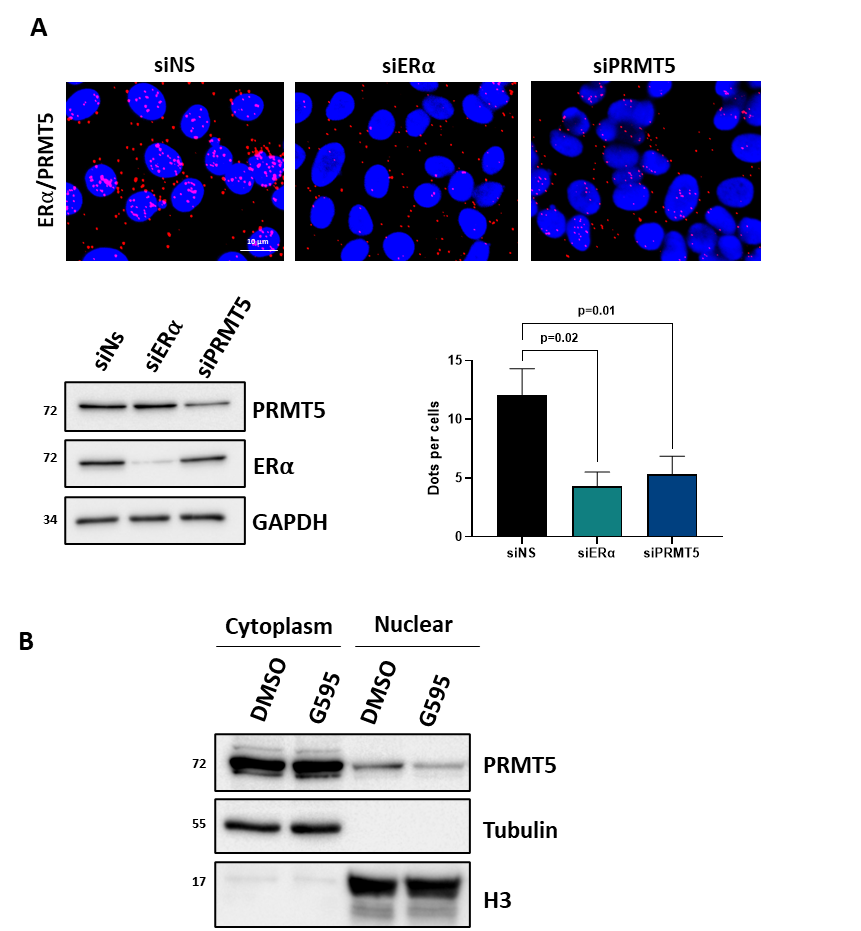 A
siNS
siERα
siPRMT5
ERα/PRMT5
10 µm
siNs
siERα
siPRMT5
72
PRMT5
72
ERα
34
GAPDH
p=0.01
p=0.02
15
10
5
0
Dots per cells
siNS
siERα
siPRMT5
B
Cytoplasm
Nuclear
DMSO
G595
DMSO
G595
72
PRMT5
55
Tubulin
17
H3